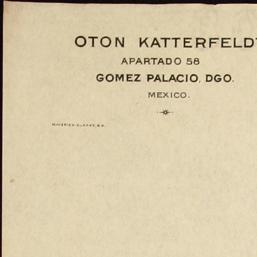 OTON KATTERFELDT
APARTADO 58
GOMEZ PALACIO, DGO.
MEXICO.